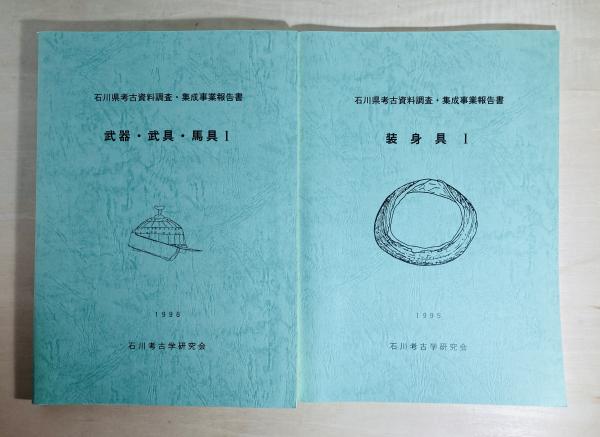 石川県考古資料調査・集成事業報告書
武器・武具・馬具Ⅰ
1996
石川考古学研究会
石川県考古資料調査・集成事業報告書
装身具 Ⅰ
1995
石川考古学研究会